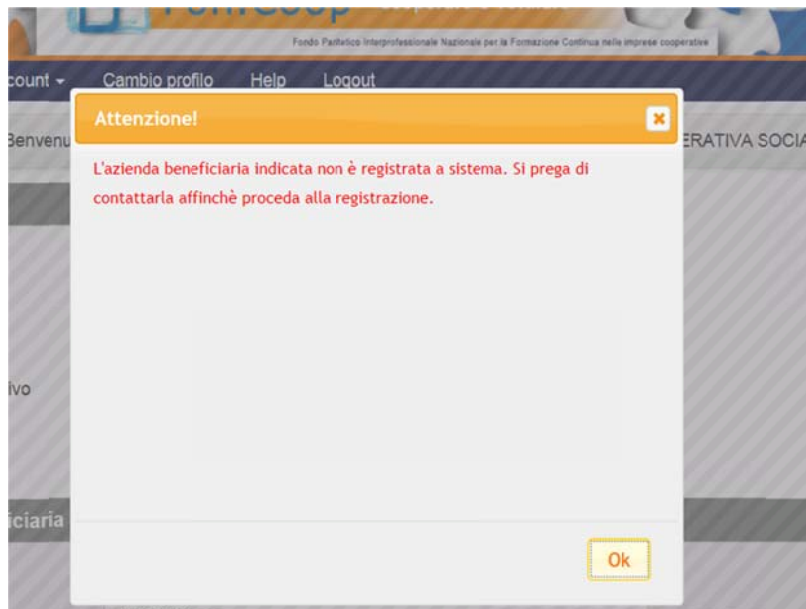 Fondo Paritetico Interprofessionale Nazionale per la Formazione Continua nelle imprese cooperative
count Cambio profilo Help Logout
Attenzione!
Benvenu
ERATIVA SOCIA
L'azienda beneficiaria indicata non è registrata a sistema. Si prega di
contattarla affinchè proceda alla registrazione.
ivo
iciaria
Ok